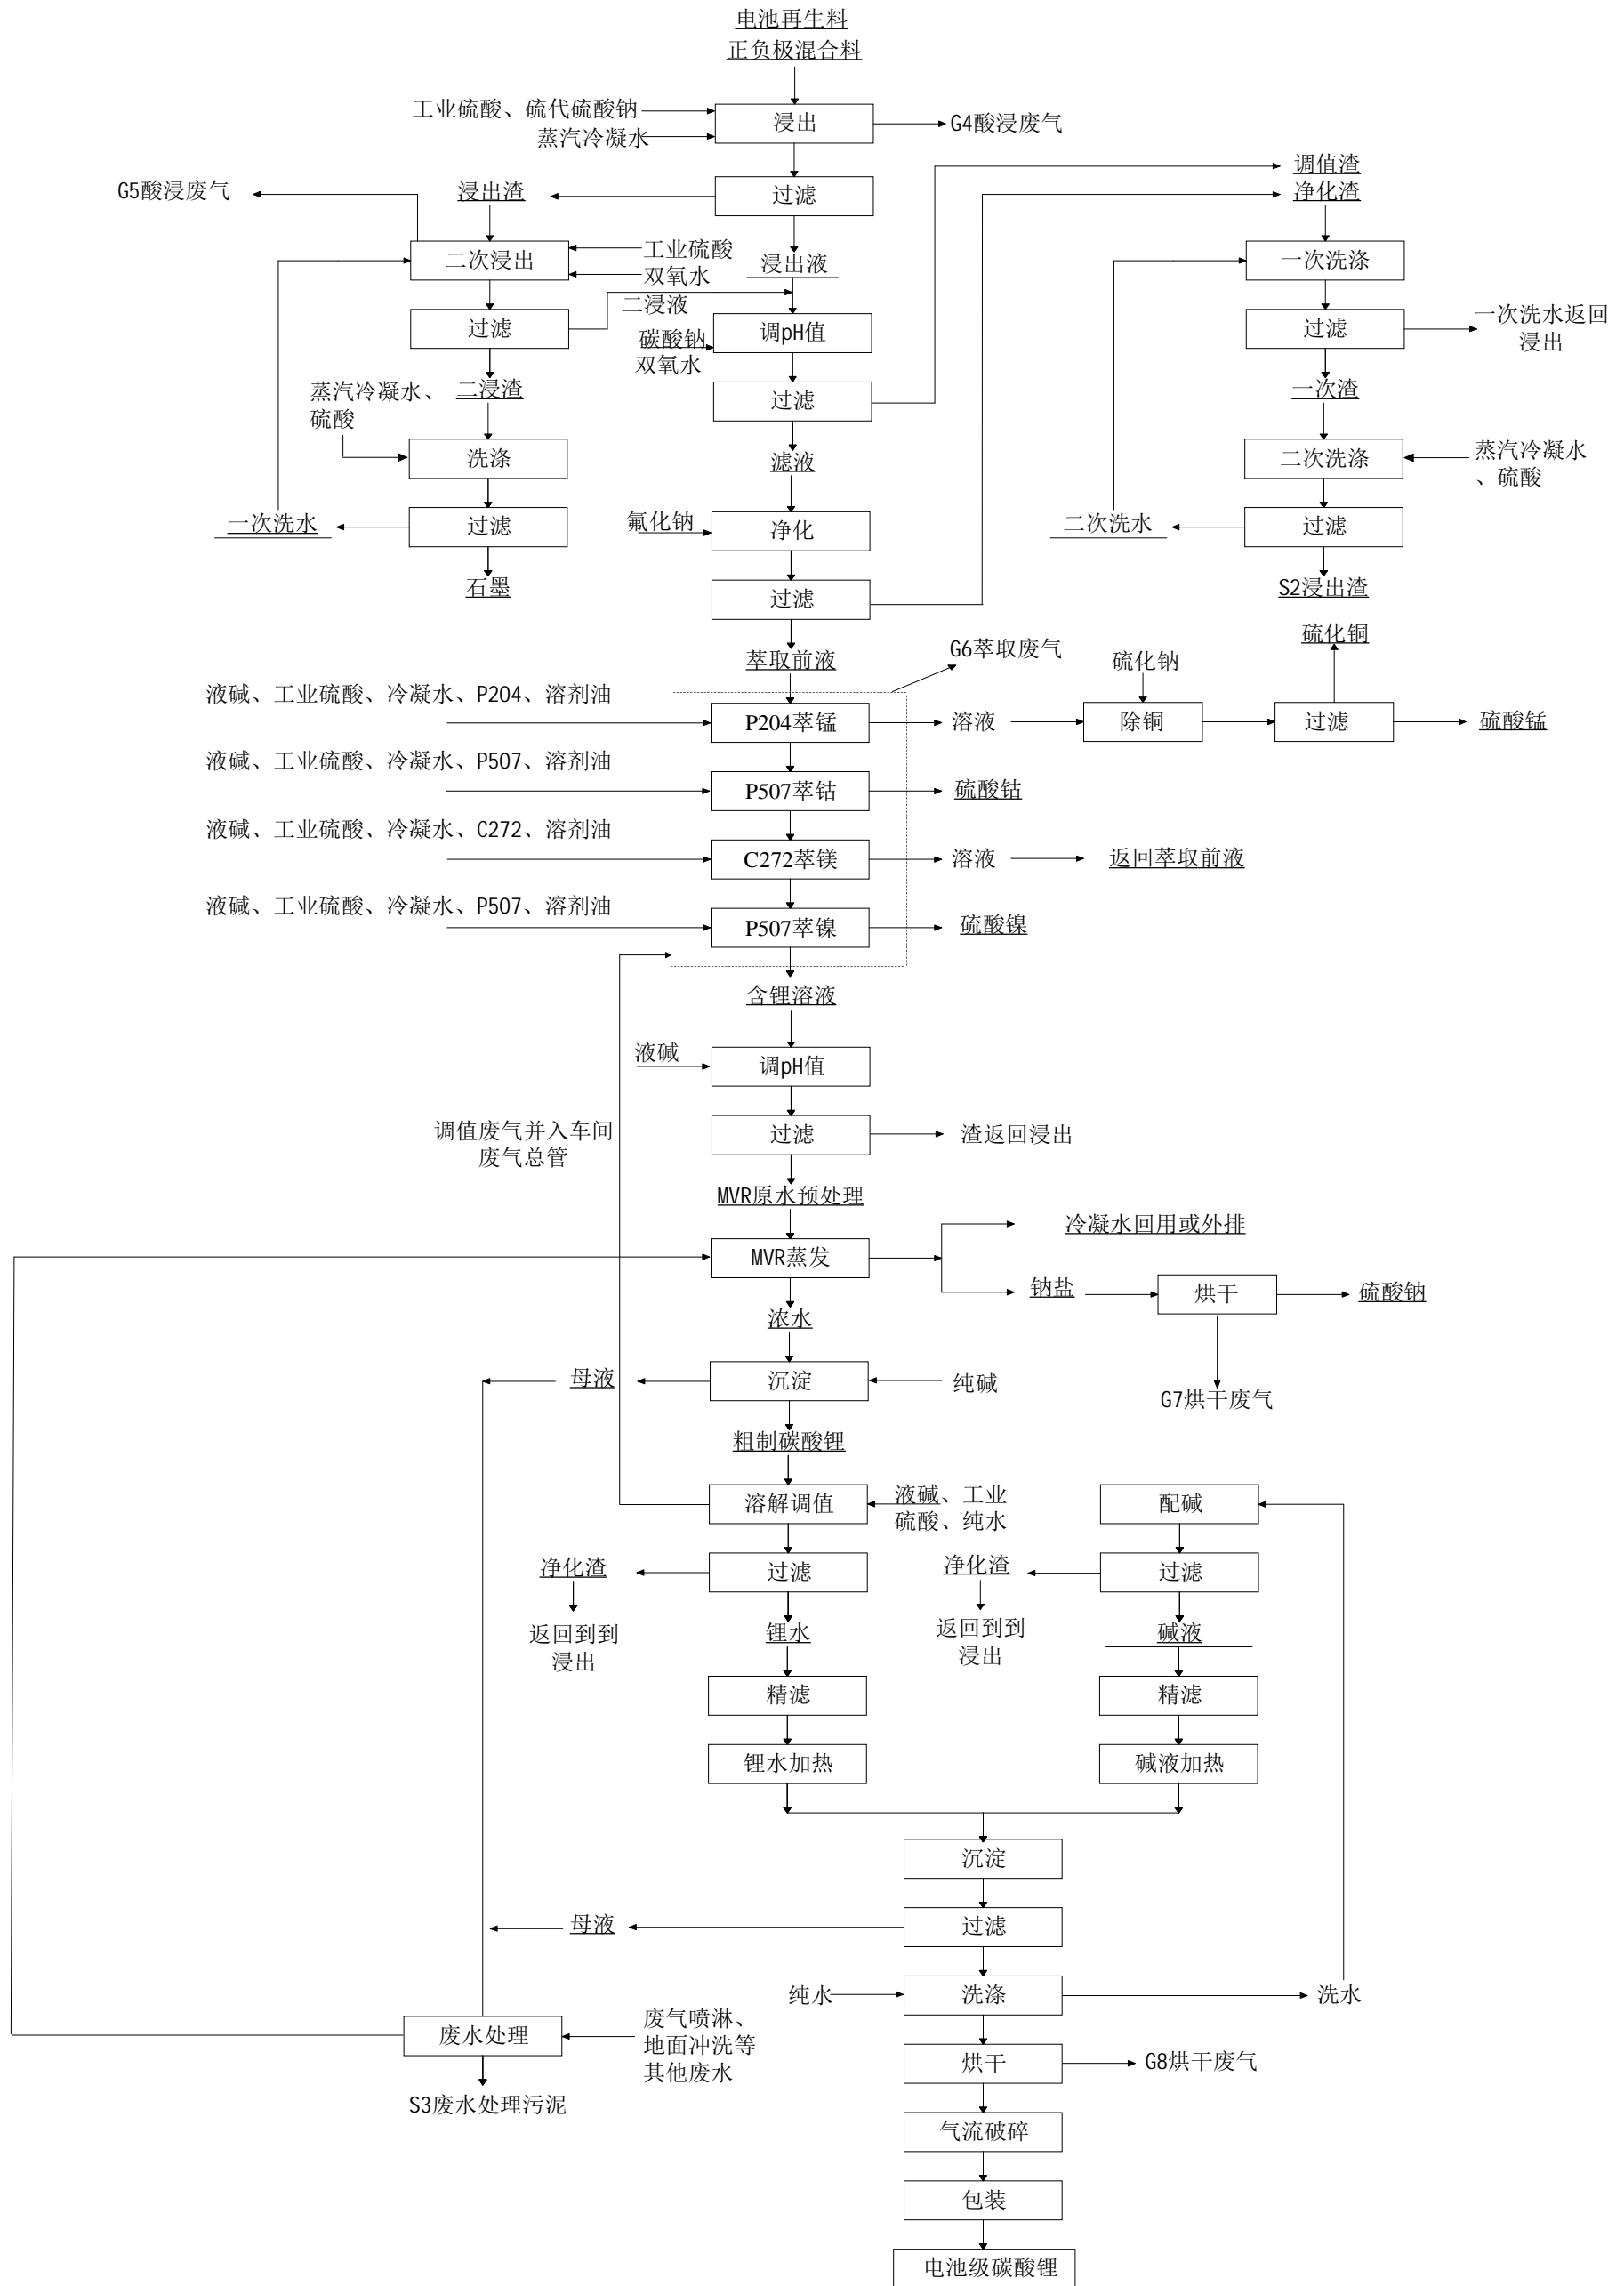 电池再生料
正负极混合料
工业硫酸、硫代硫酸钠
蒸汽冷凝水
浸出
G4酸浸废气
过滤
浸出渣
G5酸浸废气
调值渣
净化渣
二次浸出
工业硫酸
双氧水
浸出液
一次洗涤
二浸液
过滤
碳酸钠
双氧水
调pH值
过滤
一次洗水返回
浸出
蒸汽冷凝水、
硫酸
二浸渣
过滤
一次渣
洗涤
滤液
二次洗涤
蒸汽冷凝水
、硫酸
一次洗水
过滤
氟化钠
净化
二次洗水
过滤
石墨
过滤
S2浸出渣
萃取前液
G6萃取废气
硫化钠
硫化铜
液碱、工业硫酸、冷凝水、P204、溶剂油
P204萃锰
溶液
除铜
过滤
硫酸锰
液碱、工业硫酸、冷凝水、P507、溶剂油
P507萃钴
硫酸钴
液碱、工业硫酸、冷凝水、C272、溶剂油
C272萃镁
溶液
返回萃取前液
液碱、工业硫酸、冷凝水、P507、溶剂油
P507萃镍
硫酸镍
含锂溶液
液碱
调pH值
调值废气并入车间
废气总管
过滤
渣返回浸出
MVR原水预处理
冷凝水回用或外排
MVR蒸发
钠盐
烘干
硫酸钠
浓水
母液
沉淀
纯碱
G7烘干废气
粗制碳酸锂
溶解调值
液碱、工业
硫酸、纯水
配碱
净化渣
过滤
净化渣
过滤
返回到到
浸出
锂水
返回到到
浸出
碱液
精滤
精滤
锂水加热
碱液加热
沉淀
母液
过滤
纯水
洗涤
洗水
废水处理
废气喷淋、
地面冲洗等
其他废水
烘干
G8烘干废气
S3废水处理污泥
气流破碎
包装
电池级碳酸锂